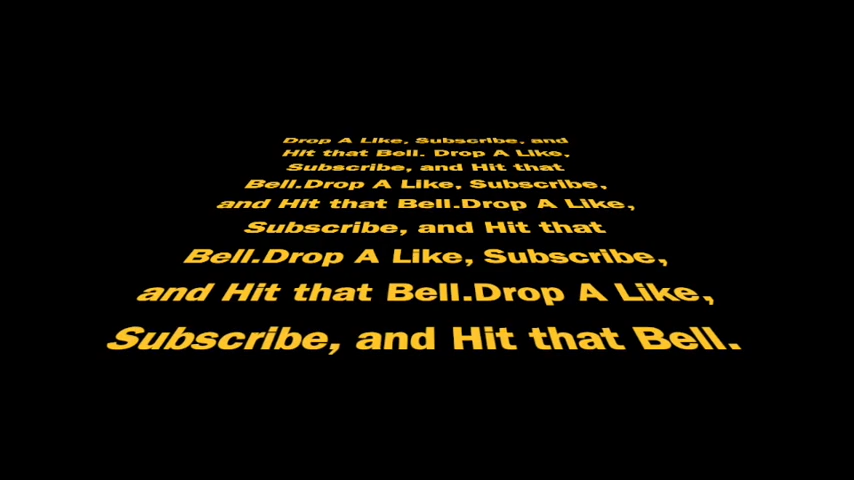 Drop A Like, Subscribe, and
Hit that Bell. Drop A Like,
Subscribe, and Hit that
Bell.Drop A Like, Subscribe,
and Hit that Bell.Drop A Like,
Subscribe, and Hit that
Bell.Drop A Like, Subscribe,
and Hit that Bell.Drop A Like,
Subscribe, and Hit that Bell.